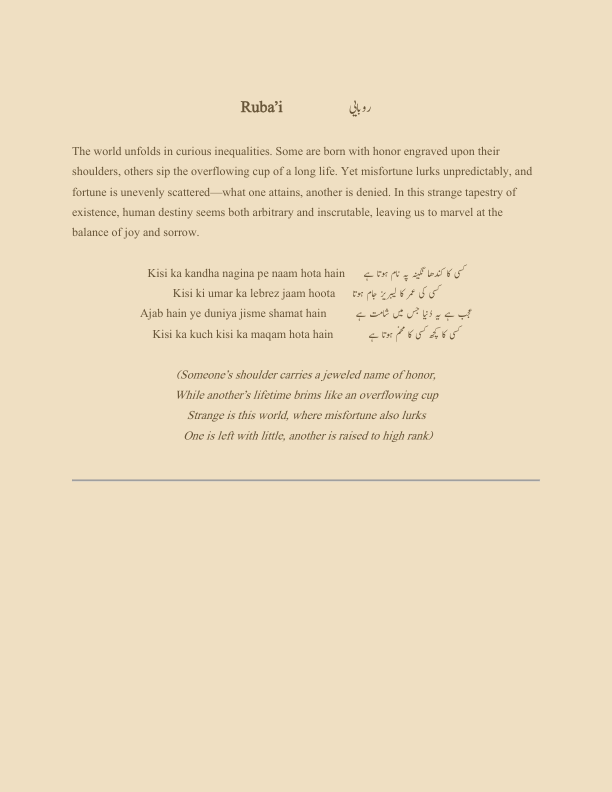 Ruba’i روبایی
The world unfolds in curious inequalities. Some are born with honor engraved upon their
shoulders, others sip the overflowing cup of a long life. Yet misfortune lurks unpredictably, and
fortune is unevenly scattered—what one attains, another is denied. In this strange tapestry of
existence, human destiny seems both arbitrary and inscrutable, leaving us to marvel at the
balance of joy and sorrow.
Kisi ka kandha nagina pe naam hota hain کسی کا کندھا نگینہ پہ نام ہوتا ہے
Kisi ki umar ka lebrez jaam hoota کسی کی عمر کا لیبریز جام ہوتا
Ajab hain ye duniya jisme shamat hain عجب ہے یہ دُنیا جس میں شامت ہے
Kisi ka kuch kisi ka maqam hota hain کسی کا کچھ کسی کا ہوتا ہے
(Someone’s shoulder carries a jeweled name of honor,
While another’s lifetime brims like an overflowing cup
Strange is this world, where misfortune also lurks
One is left with little, another is raised to high rank)